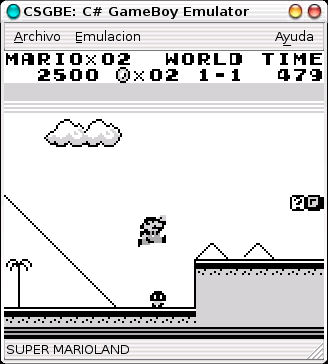 CSGBE: C# GameBoy Emulator
Archivo Emulacion Ayuda
MARIO×02 WORLD TIME
2500 ×02 1-1 479
?
SUPER MARIOLAND